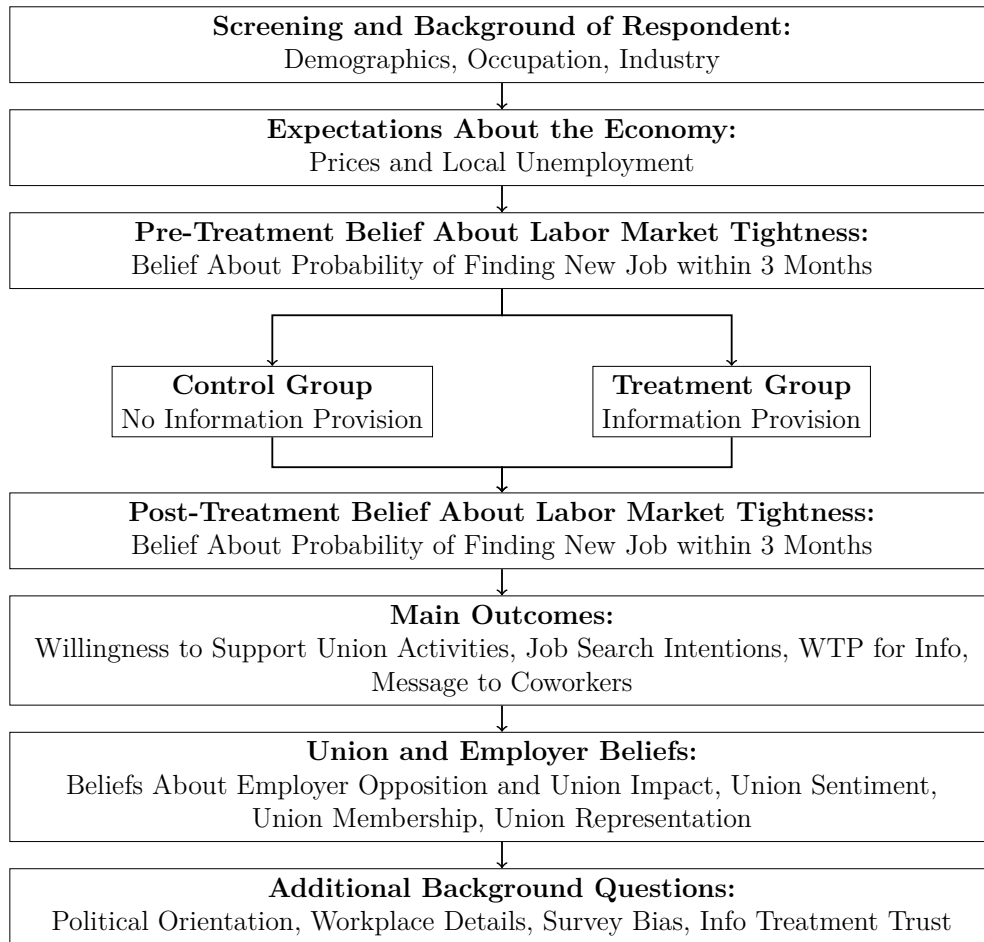 Screening and Background of Respondent:
Demographics, Occupation, Industry
Expectations About the Economy:
Prices and Local Unemployment
Pre-Treatment Belief About Labor Market Tightness:
Belief About Probability of Finding New Job within 3 Months
Control Group
No Information Provision
Treatment Group
Information Provision
Post-Treatment Belief About Labor Market Tightness:
Belief About Probability of Finding New Job within 3 Months
Main Outcomes:
Willingness to Support Union Activities, Job Search Intentions, WTP for Info,
Message to Coworkers
Union and Employer Beliefs:
Beliefs About Employer Opposition and Union Impact, Union Sentiment,
Union Membership, Union Representation
Additional Background Questions:
Political Orientation, Workplace Details, Survey Bias, Info Treatment Trust